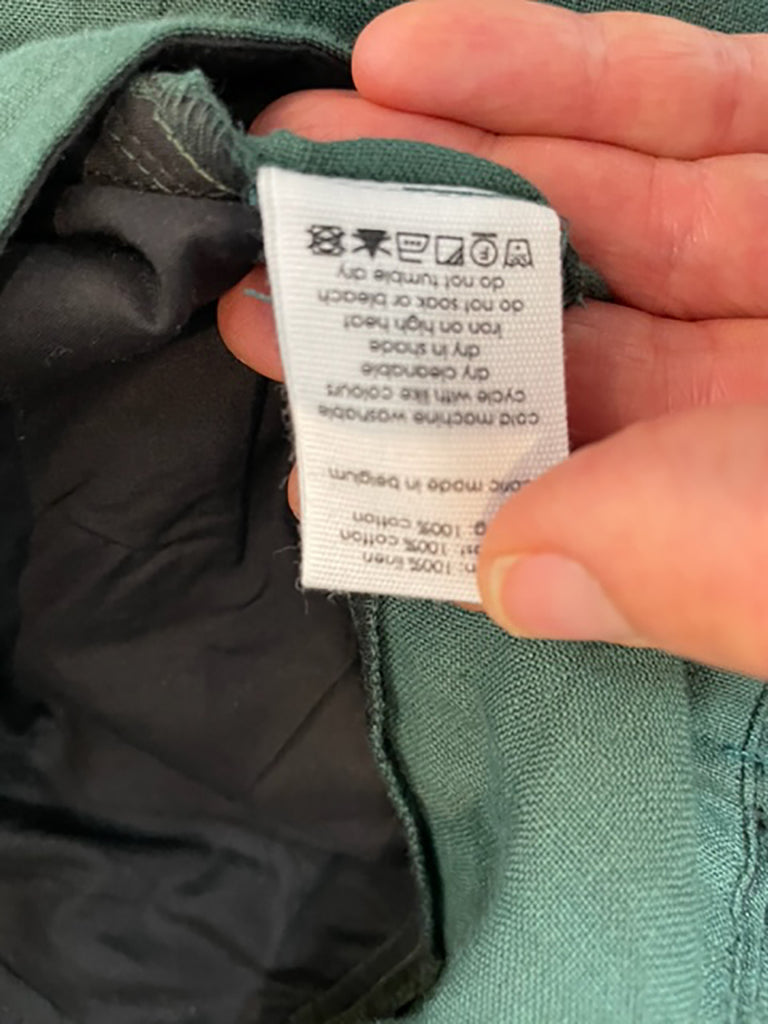 100% linen
100% cotton
100% cotton
made in belgium
cold machine washable
cycle with like colours
dry cleanable
dry in shade
iron on high heat
do not soak or bleach
do not tumble dry
F